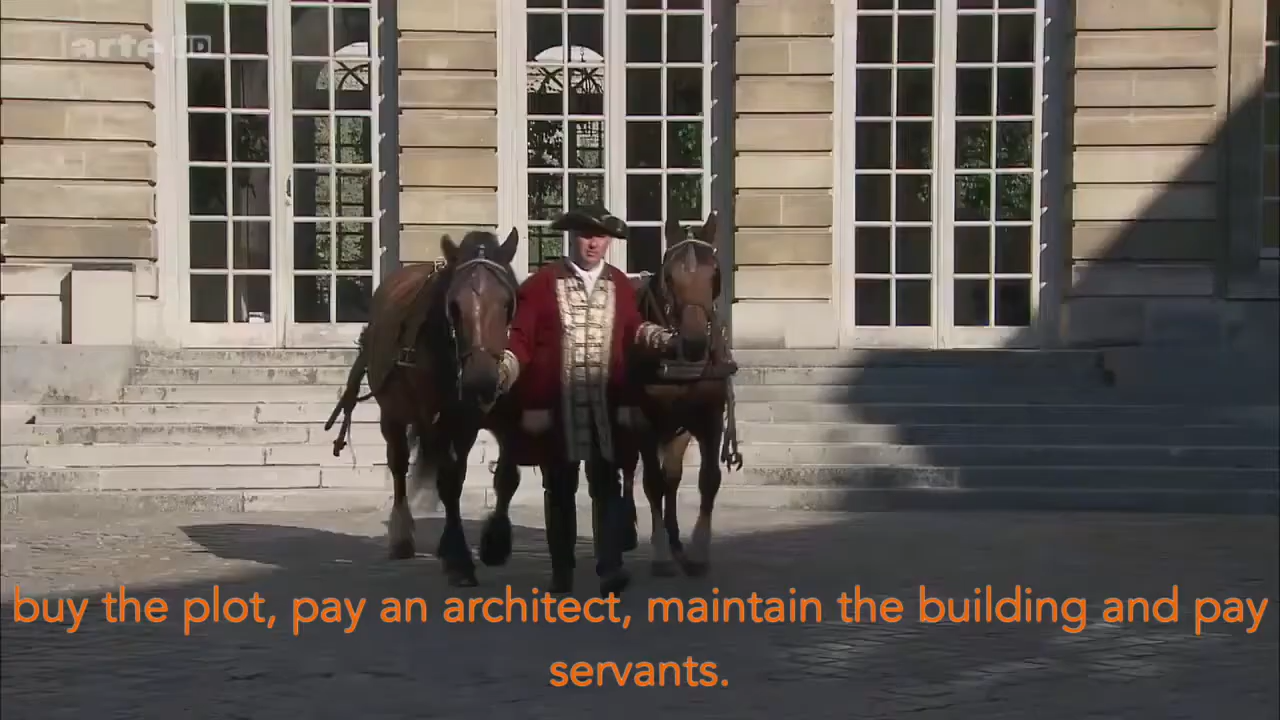 arte HD
buy the plot, pay an architect, maintain the building and pay
servants.